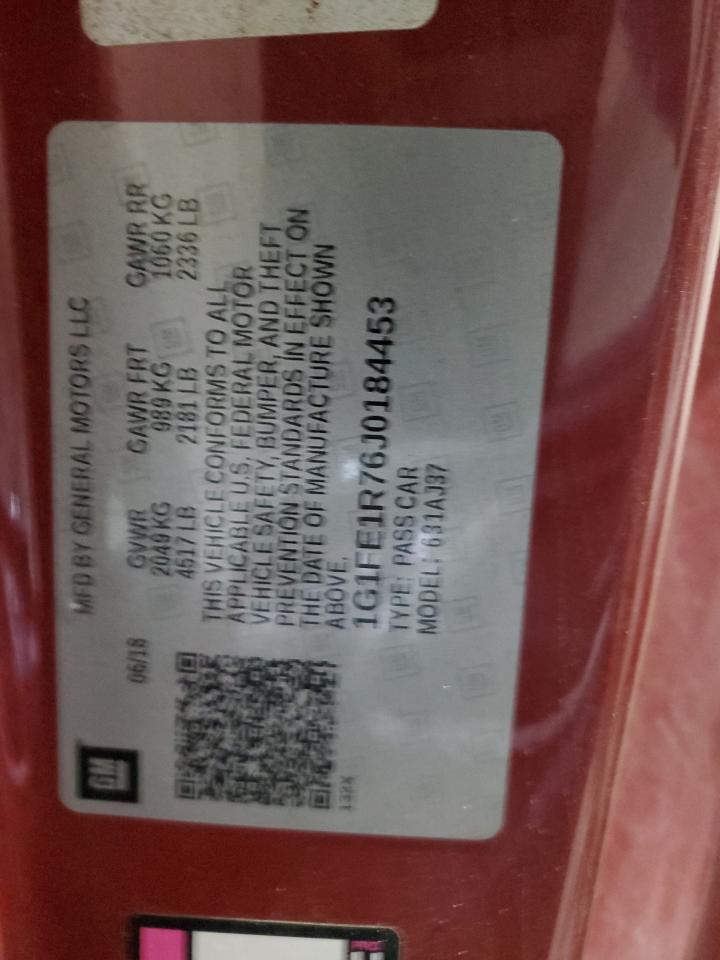 GM
MFD BY GENERAL MOTORS LLC
06/18 GVWR GAWR FRT GAWR RR
2049 KG 989 KG 1060 KG
4517 LB 2181 LB 2336 LB
THIS VEHICLE CONFORMS TO ALL
APPLICABLE U.S. FEDERAL MOTOR
VEHICLE SAFETY, BUMPER, AND THEFT
PREVENTION STANDARDS IN EFFECT ON
THE DATE OF MANUFACTURE SHOWN
ABOVE.
1G1FE1R76J0184453
TYPE: PASS CAR
MODEL: 631AJ37